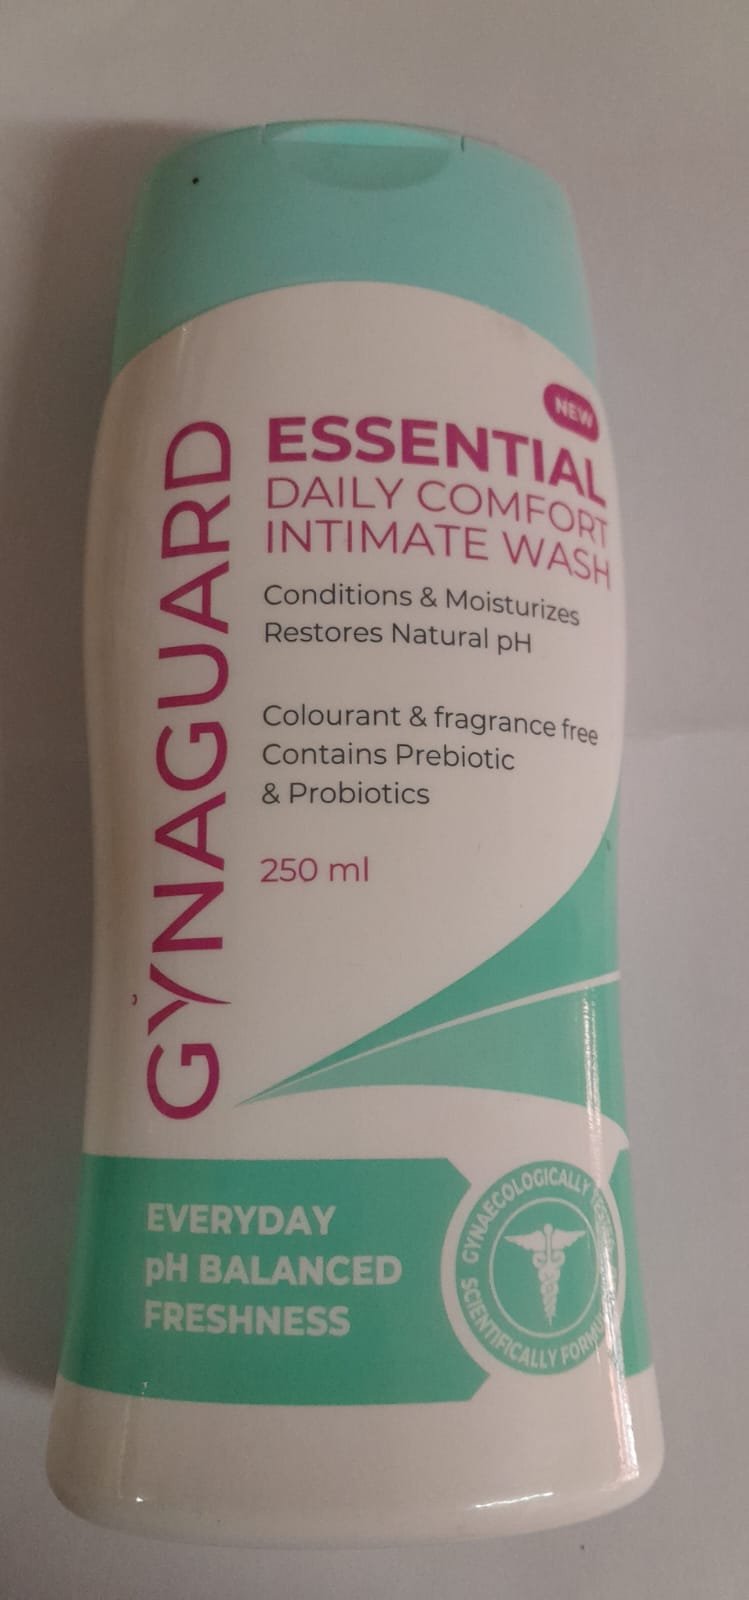 NEW
GYNAGUARD
ESSENTIAL
DAILY COMFORT
INTIMATE WASH
Conditions & Moisturizes
Restores Natural pH
Colourant & fragrance free
Contains Prebiotic
& Probiotics
250 ml
EVERYDAY
pH BALANCED
FRESHNESS
GYNAECOLOGICALLY
SCIENTIFICALLY